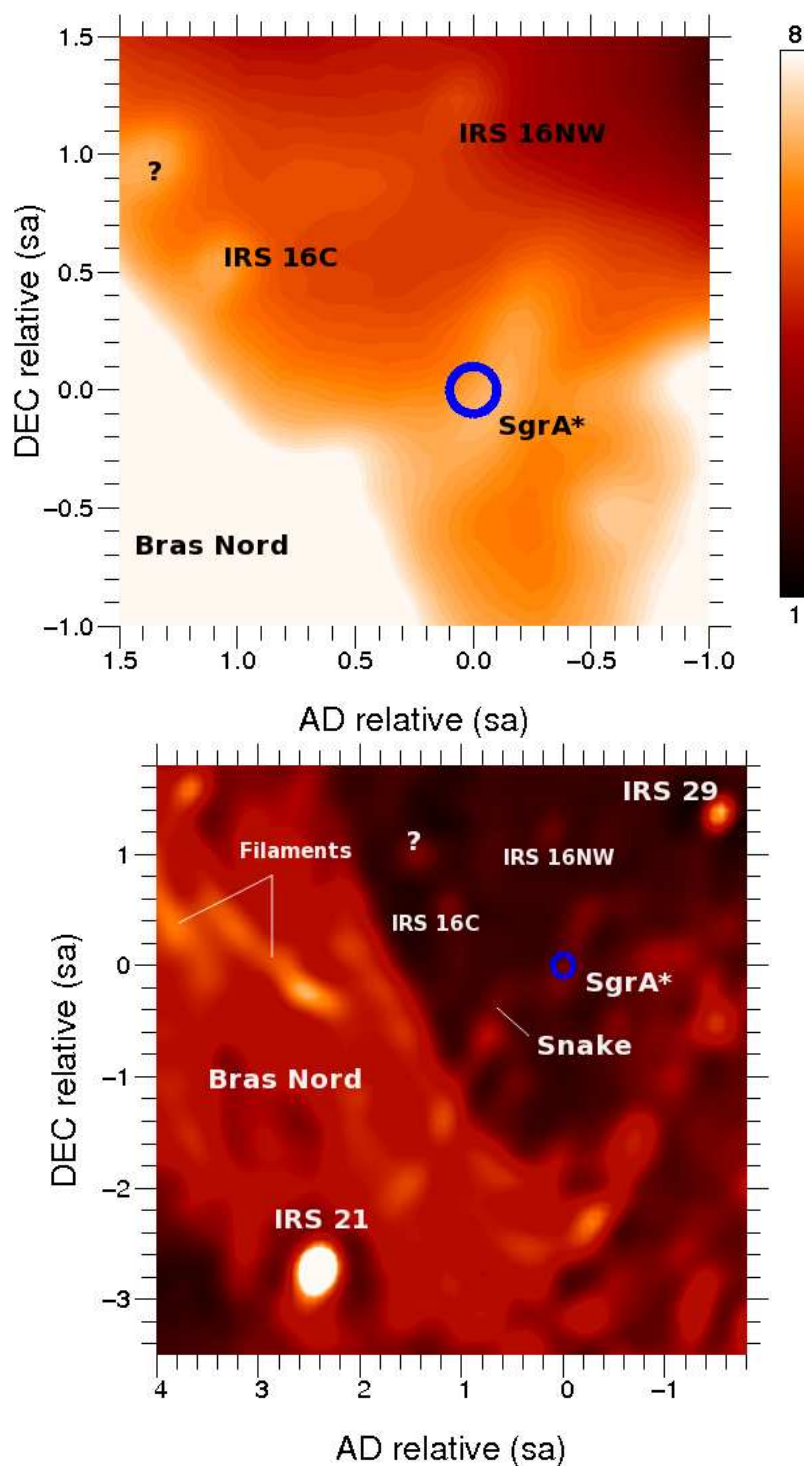 1.5
8
IRS 16NW
1.0
?
IRS 16C
0.5
DEC relative (sa)
0.0
SgrA*
−0.5
Bras Nord
−1.0
1
1.5 1.0 0.5 0.0 −0.5 −1.0
AD relative (sa)
IRS 29
?
Filaments
IRS 16NW
1
IRS 16C
0
SgrA*
DEC relative (sa)
Snake
Bras Nord
−1
−2
IRS 21
−3
4 3 2 1 0 −1
AD relative (sa)